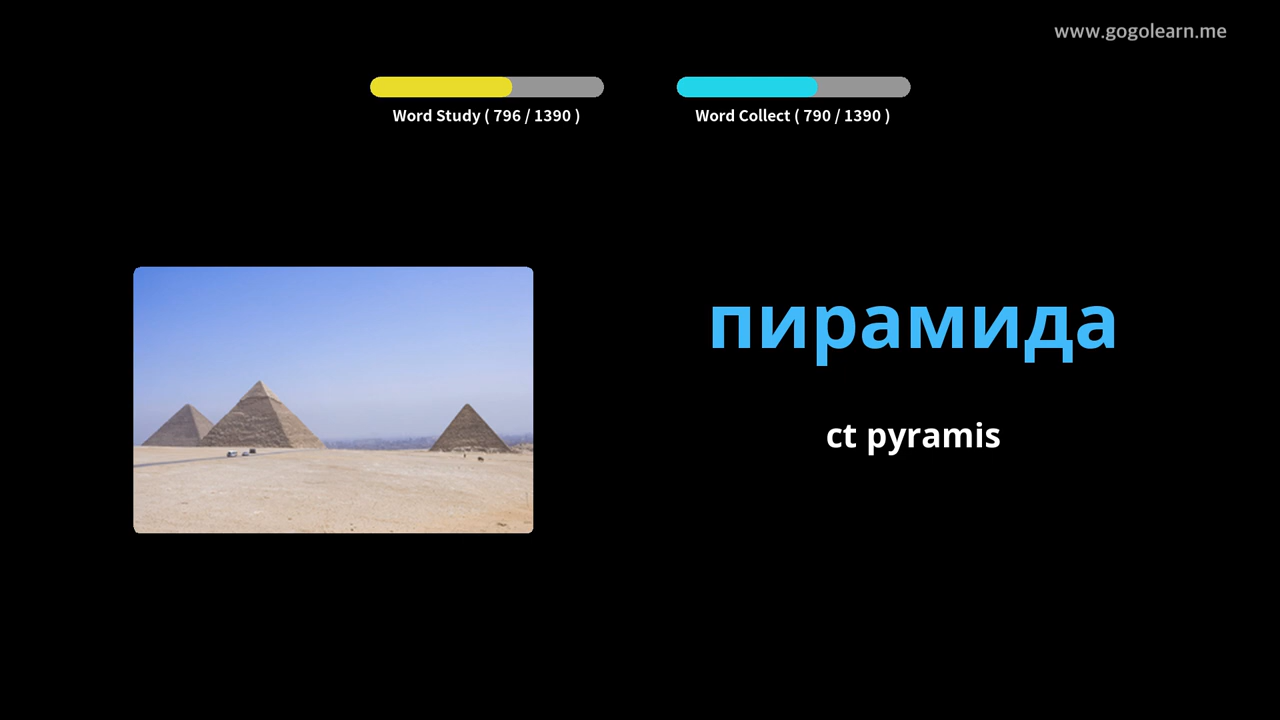 www.gogolearn.me
Word Study ( 796 / 1390 )
Word Collect ( 790 / 1390 )
пирамида
ct pyramis